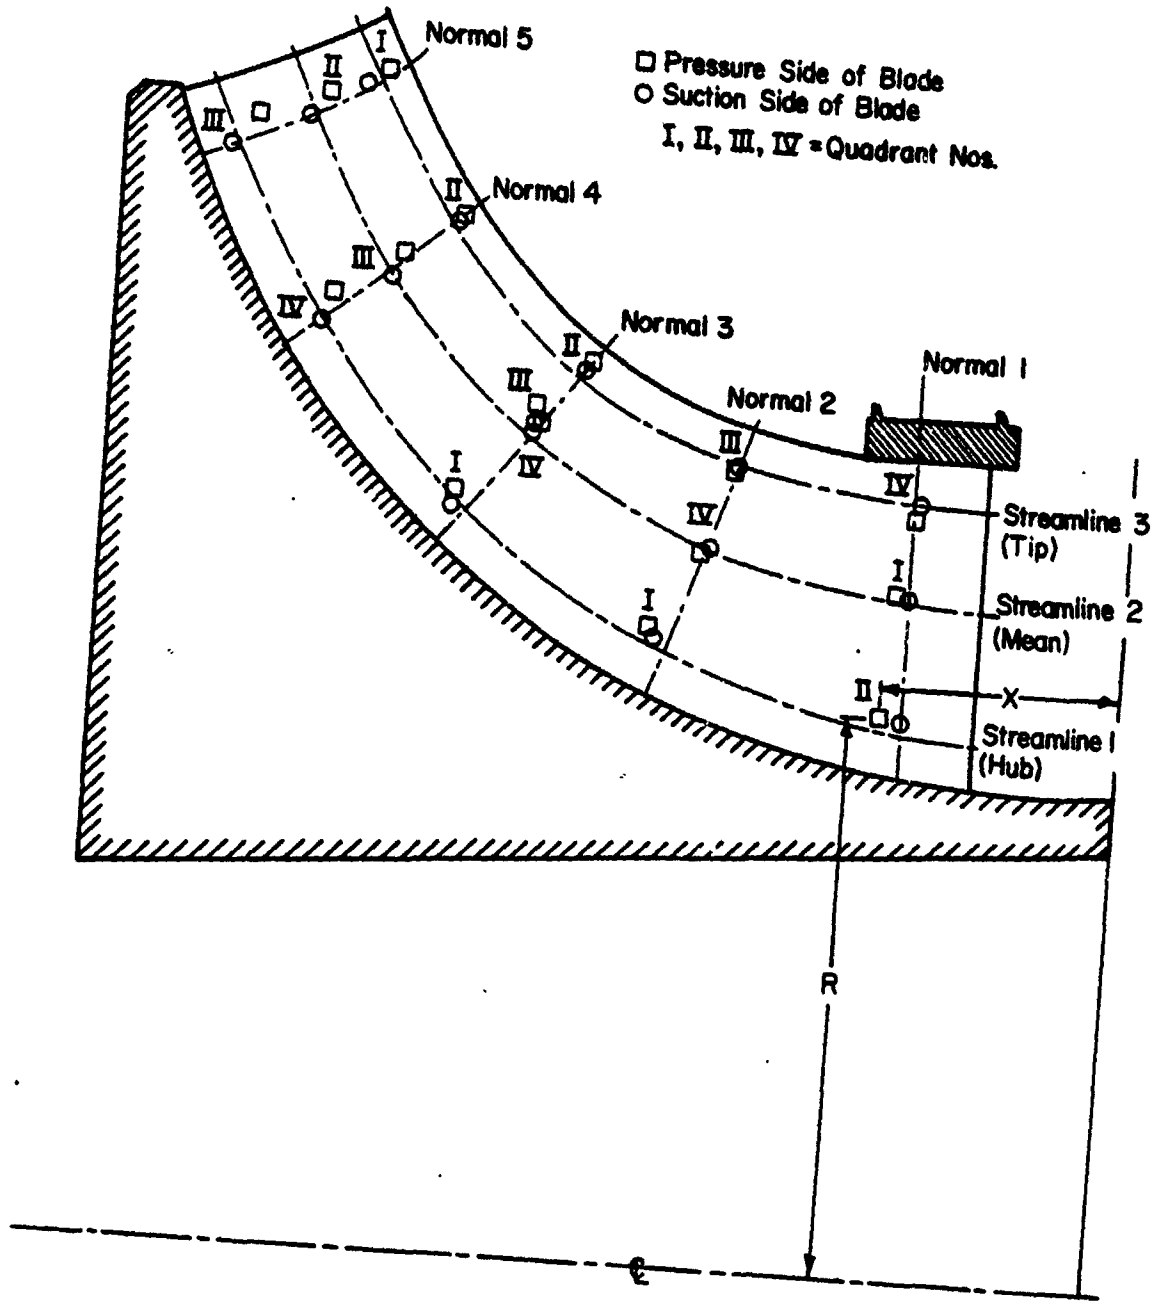 Normal 5
I
II
III
□ Pressure Side of Blade
○ Suction Side of Blade
I, II, III, IV = Quadrant Nos.
Normal 4
II
III
IV
Normal 3
II
III
IV
I
Normal 2
III
IV
I
Normal 1
IV
I
II
Streamline 3
(Tip)
Streamline 2
(Mean)
X
Streamline 1
(Hub)
R
℄